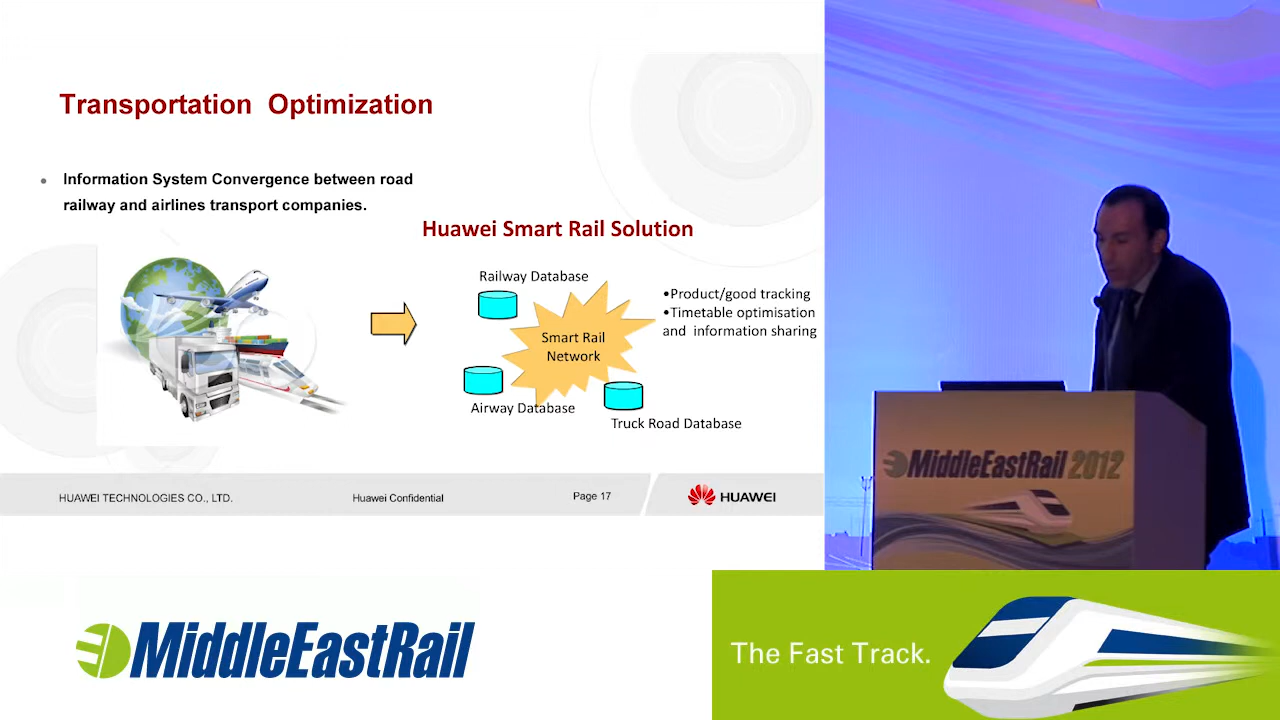 Transportation  Optimization
• Information System Convergence between road
railway and airlines transport companies.
Huawei Smart Rail Solution
Railway Database
•Product/good tracking
•Timetable optimisation
and  information sharing
Smart Rail
Network
Airway Database
Truck Road Database
HUAWEI TECHNOLOGIES CO., LTD.
Huawei Confidential
Page 17
HUAWEI
MiddleEastRail 2012
MiddleEastRail
The Fast Track.